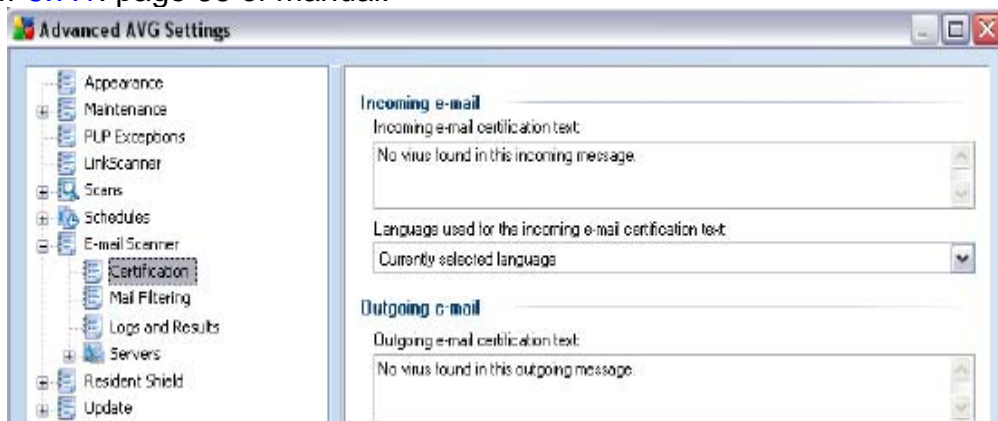 page of manual.
Advanced AVG Settings
Appearance
Maintenance
PUP Exceptions
LinkScanner
Scans
Schedules
E-mail Scanner
Certification
Mail Filtering
Logs and Results
Servers
Resident Shield
Update
Incoming e-mail
Incoming e-mail certification text:
No virus found in this incoming message.
Language used for the incoming e-mail certification text:
Currently selected language
Outgoing e-mail
Outgoing e-mail certification text:
No virus found in this outgoing message.